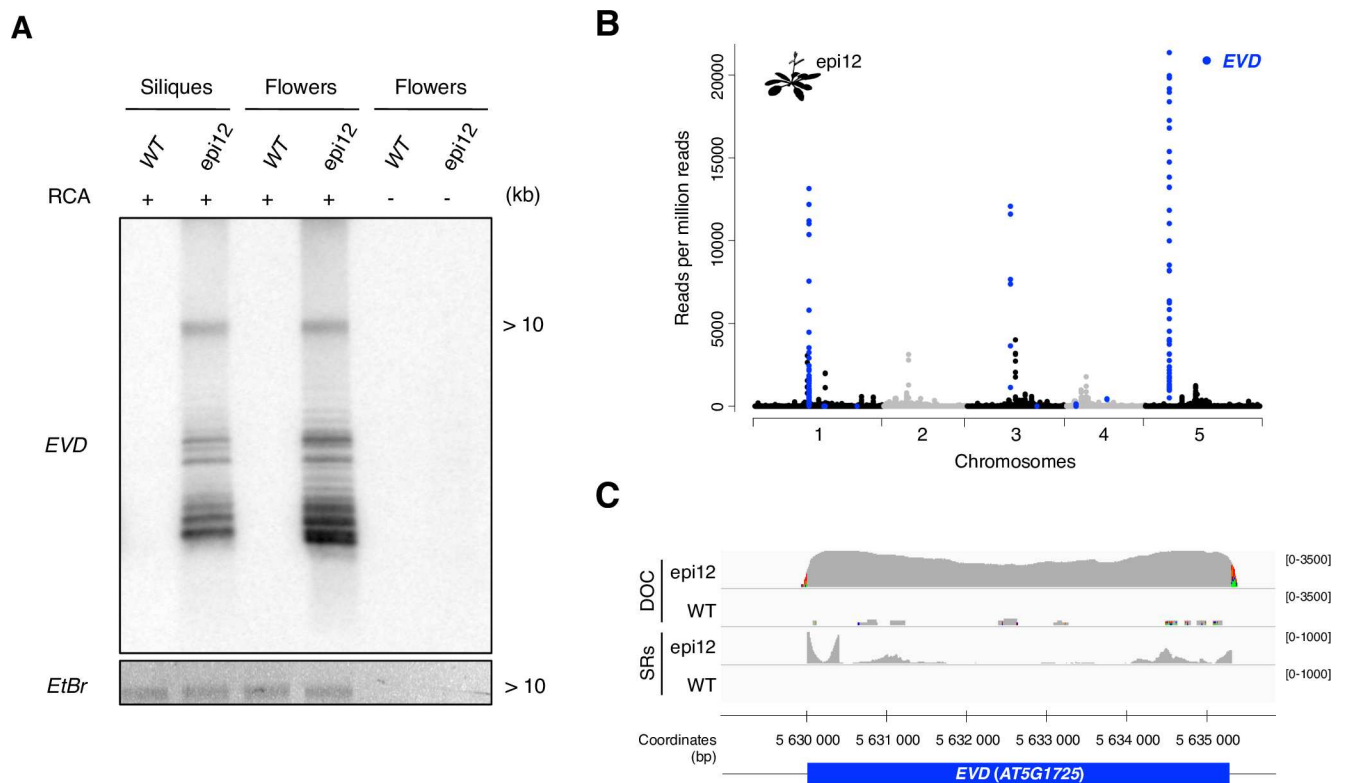 A
Siliques Flowers Flowers
WT epi12 WT epi12 WT epi12
RCA + + + + - - (kb)
> 10
EVD
EtBr > 10
B
epi12
EVD
Reads per million reads
20000
15000
10000
5000
0
1 2 3 4 5
Chromosomes
C
DOC
epi12 [0-3500]
WT [0-3500]
SRs
epi12 [0-1000]
WT [0-1000]
Coordinates (bp)
5 630 000 5 631 000 5 632 000 5 633 000 5 634 000 5 635 000
EVD (AT5G1725)